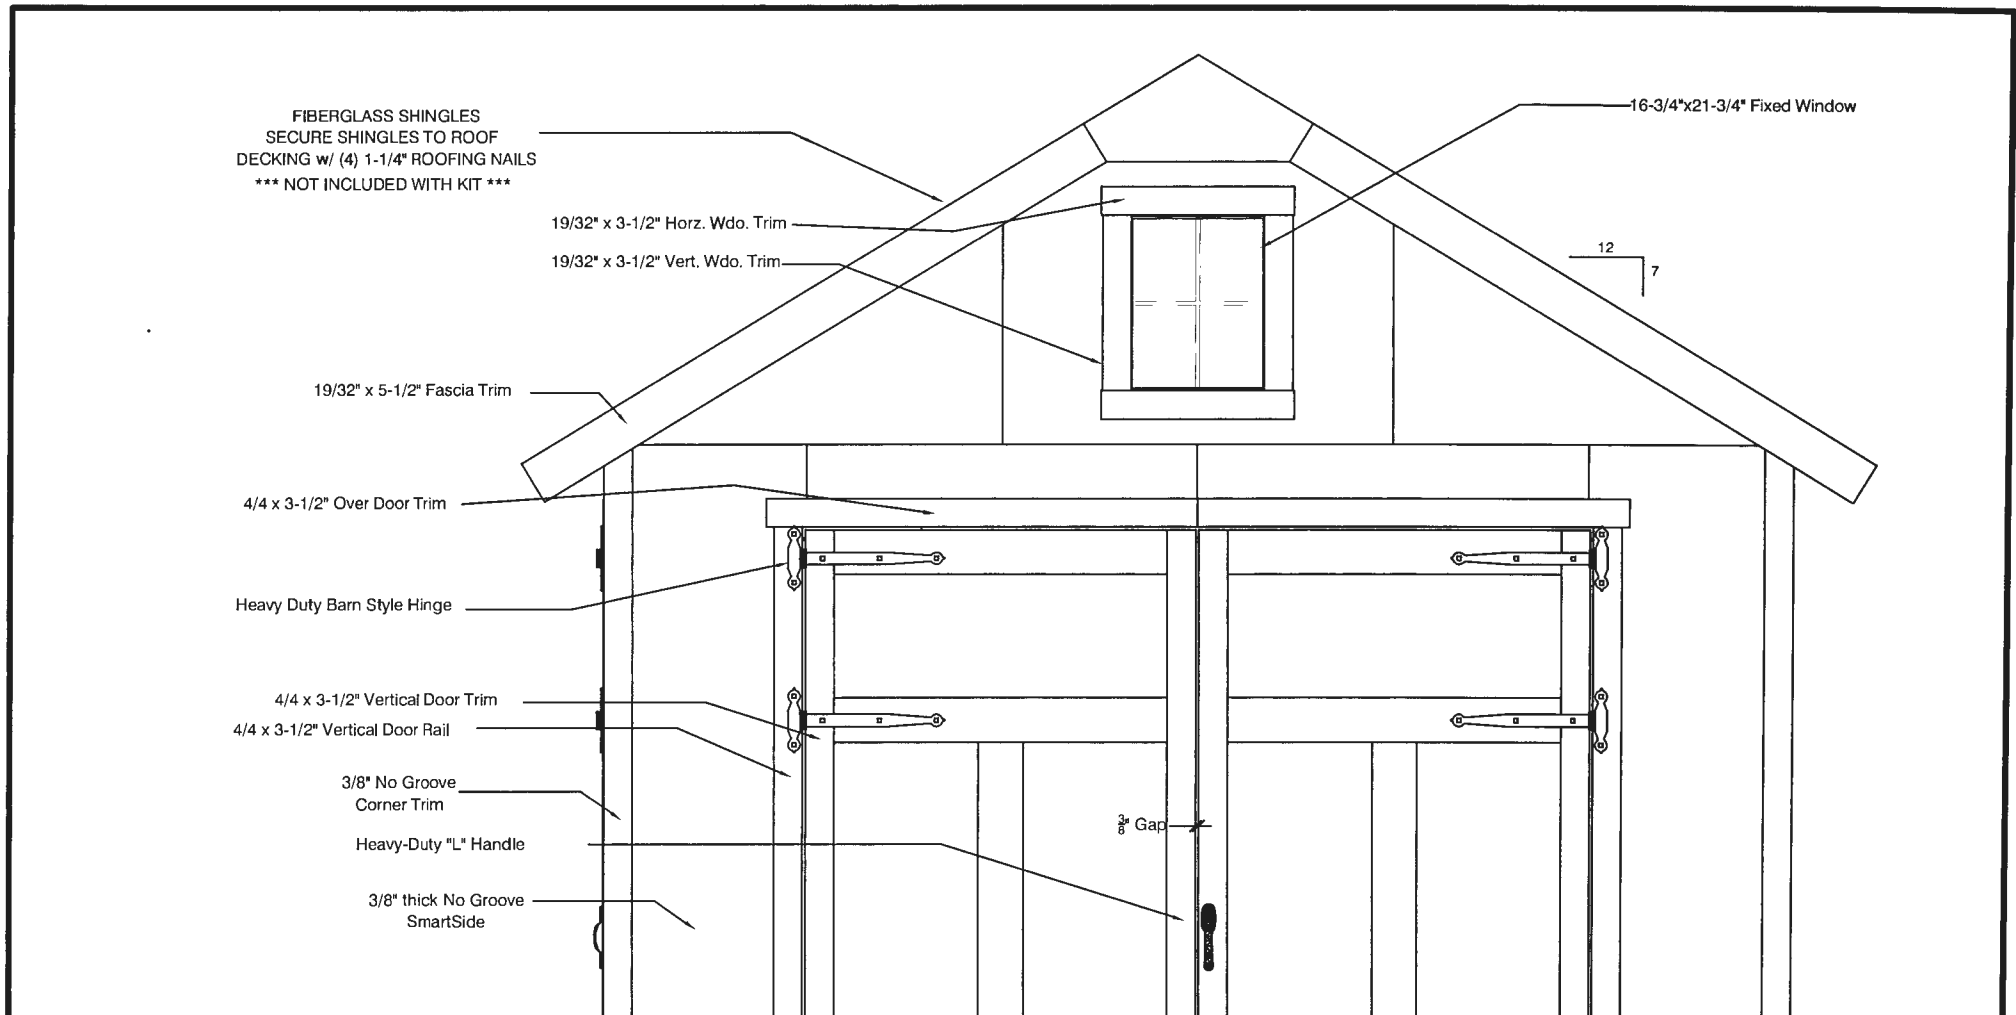 FIBERGLASS SHINGLES
SECURE SHINGLES TO ROOF
DECKING w/ (4) 1-1/4" ROOFING NAILS
*** NOT INCLUDED WITH KIT ***
16-3/4"x21-3/4" Fixed Window
19/32" x 3-1/2" Horz. Wdo. Trim
19/32" x 3-1/2" Vert. Wdo. Trim
12
7
19/32" x 5-1/2" Fascia Trim
4/4 x 3-1/2" Over Door Trim
Heavy Duty Barn Style Hinge
4/4 x 3-1/2" Vertical Door Trim
4/4 x 3-1/2" Vertical Door Rail
3/8" No Groove
Corner Trim
3/8" Gap
Heavy-Duty "L" Handle
3/8" thick No Groove
SmartSide